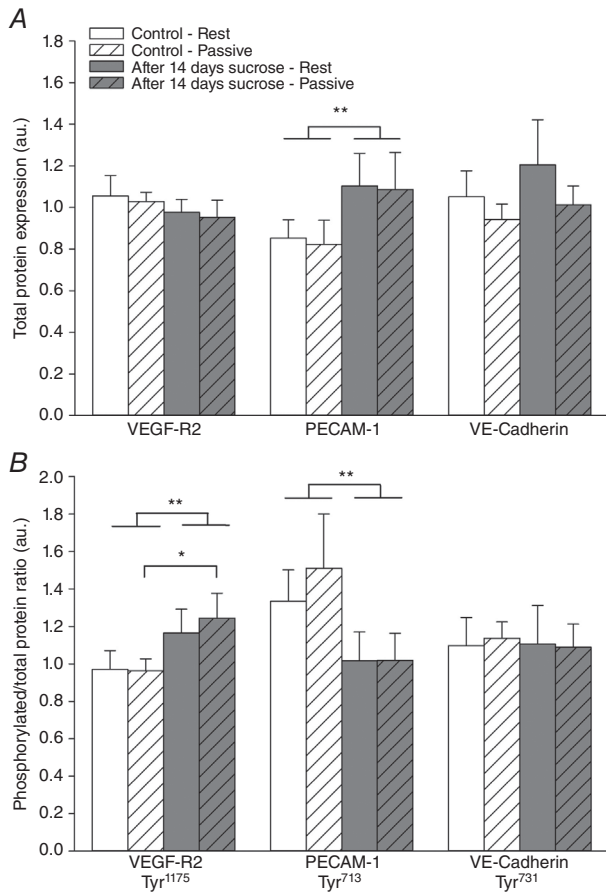 A
Control - Rest
Control - Passive
After 14 days sucrose - Rest
After 14 days sucrose - Passive
Total protein expression (au.)
1.8
1.6
1.4
1.2
1.0
0.8
0.6
0.4
0.2
0.0
**
VEGF-R2 PECAM-1 VE-Cadherin
B
Phosphorylated/total protein ratio (au.)
2.0
1.8
1.6
1.4
1.2
1.0
0.8
0.6
0.4
0.2
0.0
**
*
**
VEGF-R2 PECAM-1 VE-Cadherin
Tyr¹¹⁷⁵ Tyr⁷¹³ Tyr⁷³¹